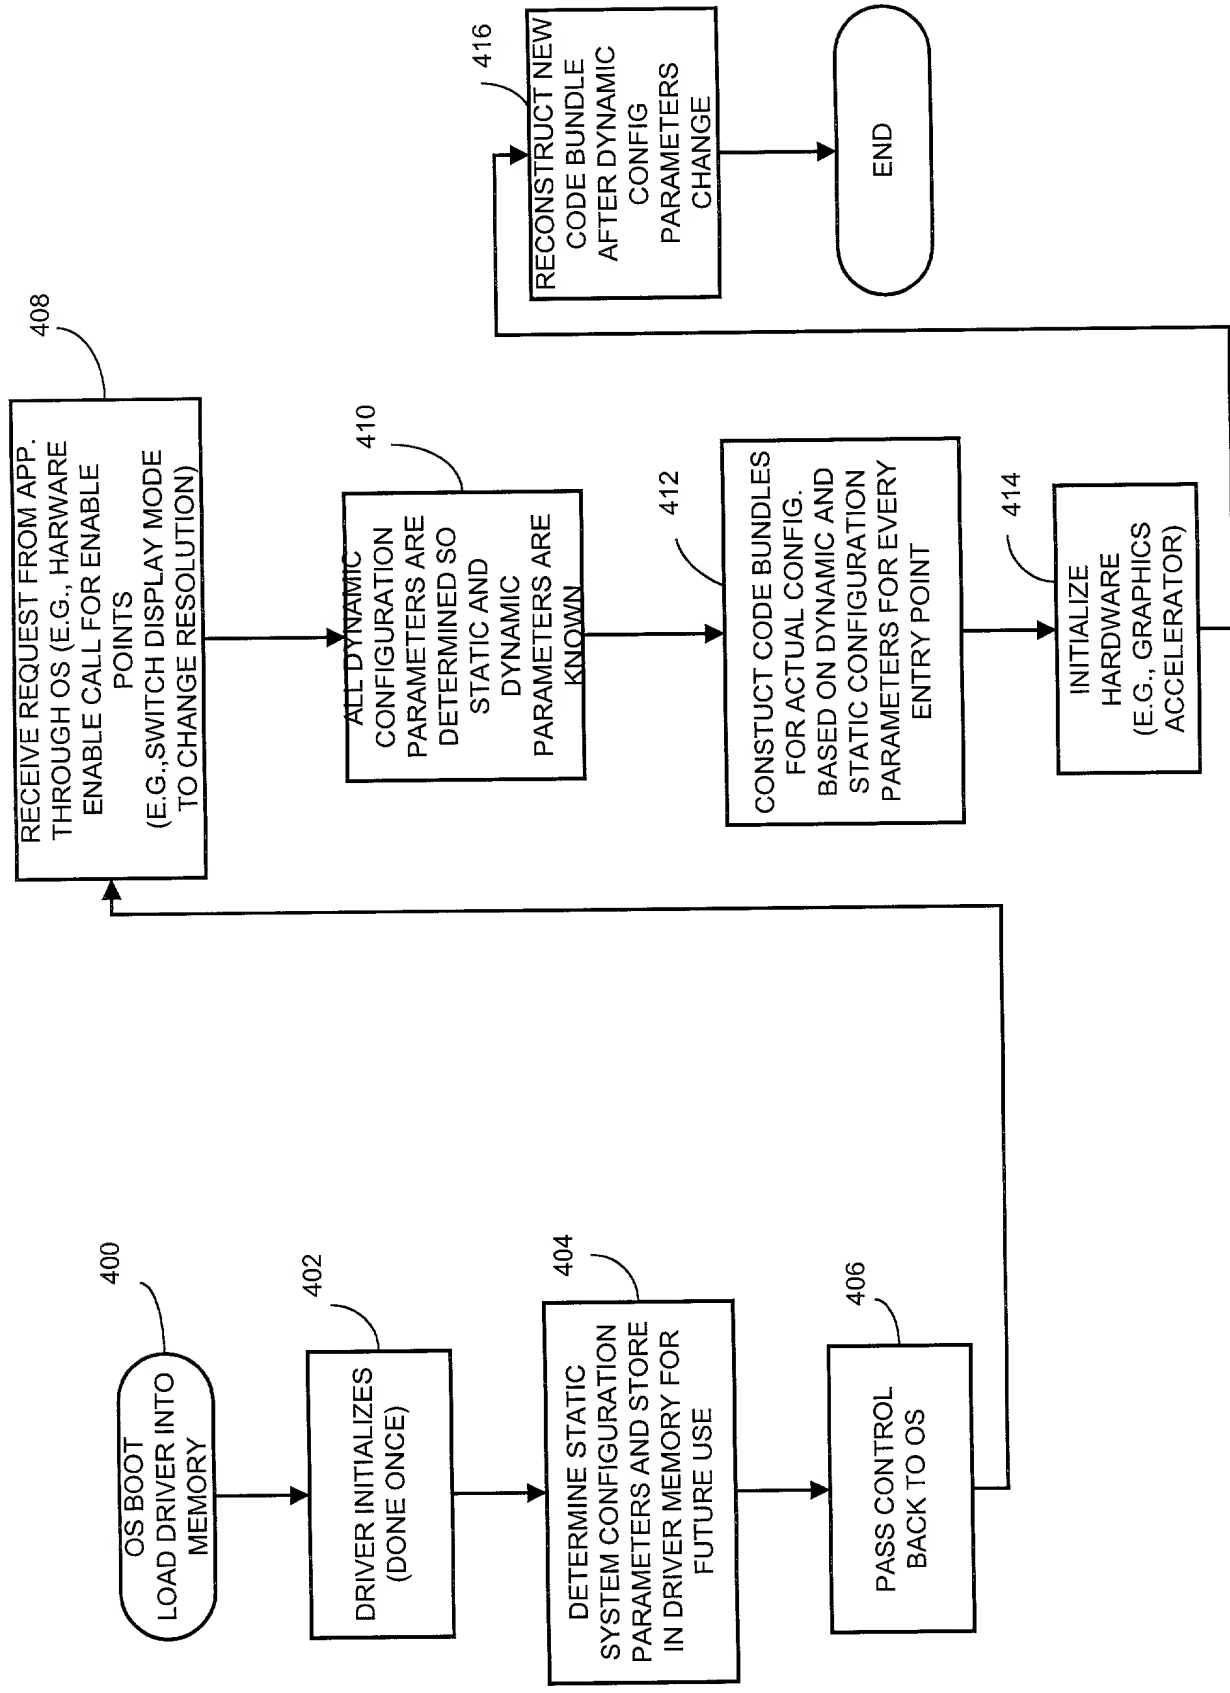 400
OS BOOT
LOAD DRIVER INTO
MEMORY
402
DRIVER INITIALIZES
(DONE ONCE)
404
DETERMINE STATIC
SYSTEM CONFIGURATION
PARAMETERS AND STORE
IN DRIVER MEMORY FOR
FUTURE USE
406
PASS CONTROL
BACK TO OS
408
RECEIVE REQUEST FROM APP.
THROUGH OS (E.G., HARWARE
ENABLE CALL FOR ENABLE
POINTS
(E.G.,SWITCH DISPLAY MODE
TO CHANGE RESOLUTION)
410
ALL DYNAMIC
CONFIGURATION
PARAMETERS ARE
DETERMINED SO
STATIC AND
DYNAMIC
PARAMETERS ARE
KNOWN
412
CONSTUCT CODE BUNDLES
FOR ACTUAL CONFIG.
BASED ON DYNAMIC AND
STATIC CONFIGURATION
PARAMETERS FOR EVERY
ENTRY POINT
414
INITIALIZE
HARDWARE
(E.G., GRAPHICS
ACCELERATOR)
416
RECONSTRUCT NEW
CODE BUNDLE
AFTER DYNAMIC
CONFIG
PARAMETERS
CHANGE
END